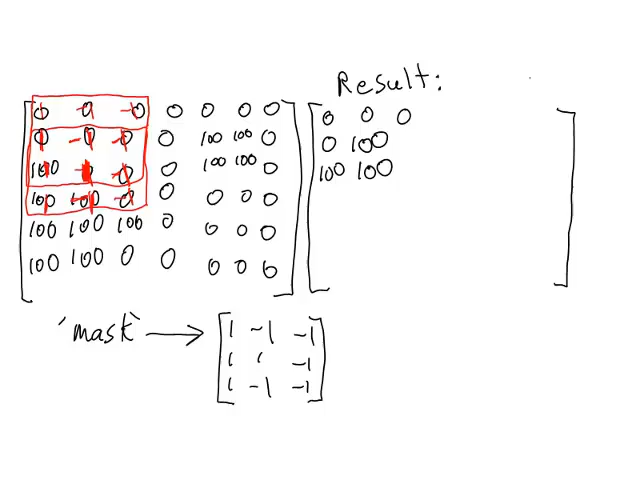 Result:
0 0 0 0 0 0 0
0 0 0 0 100 100 0
100 0 0 0 100 100 0
100 100 0 0 0 0 0
100 100 100 0 0 0 0
100 100 0 0 0 0 0
0 0 0
0 100
100 100
'mask'
1 -1 -1
1 1 -1
1 -1 -1